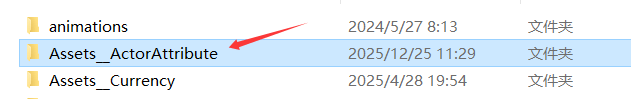 animations 2024/5/27 8:13 文件夹
Assets__ActorAttribute 2025/12/25 11:29 文件夹
Assets__Currency 2025/4/28 19:54 文件夹